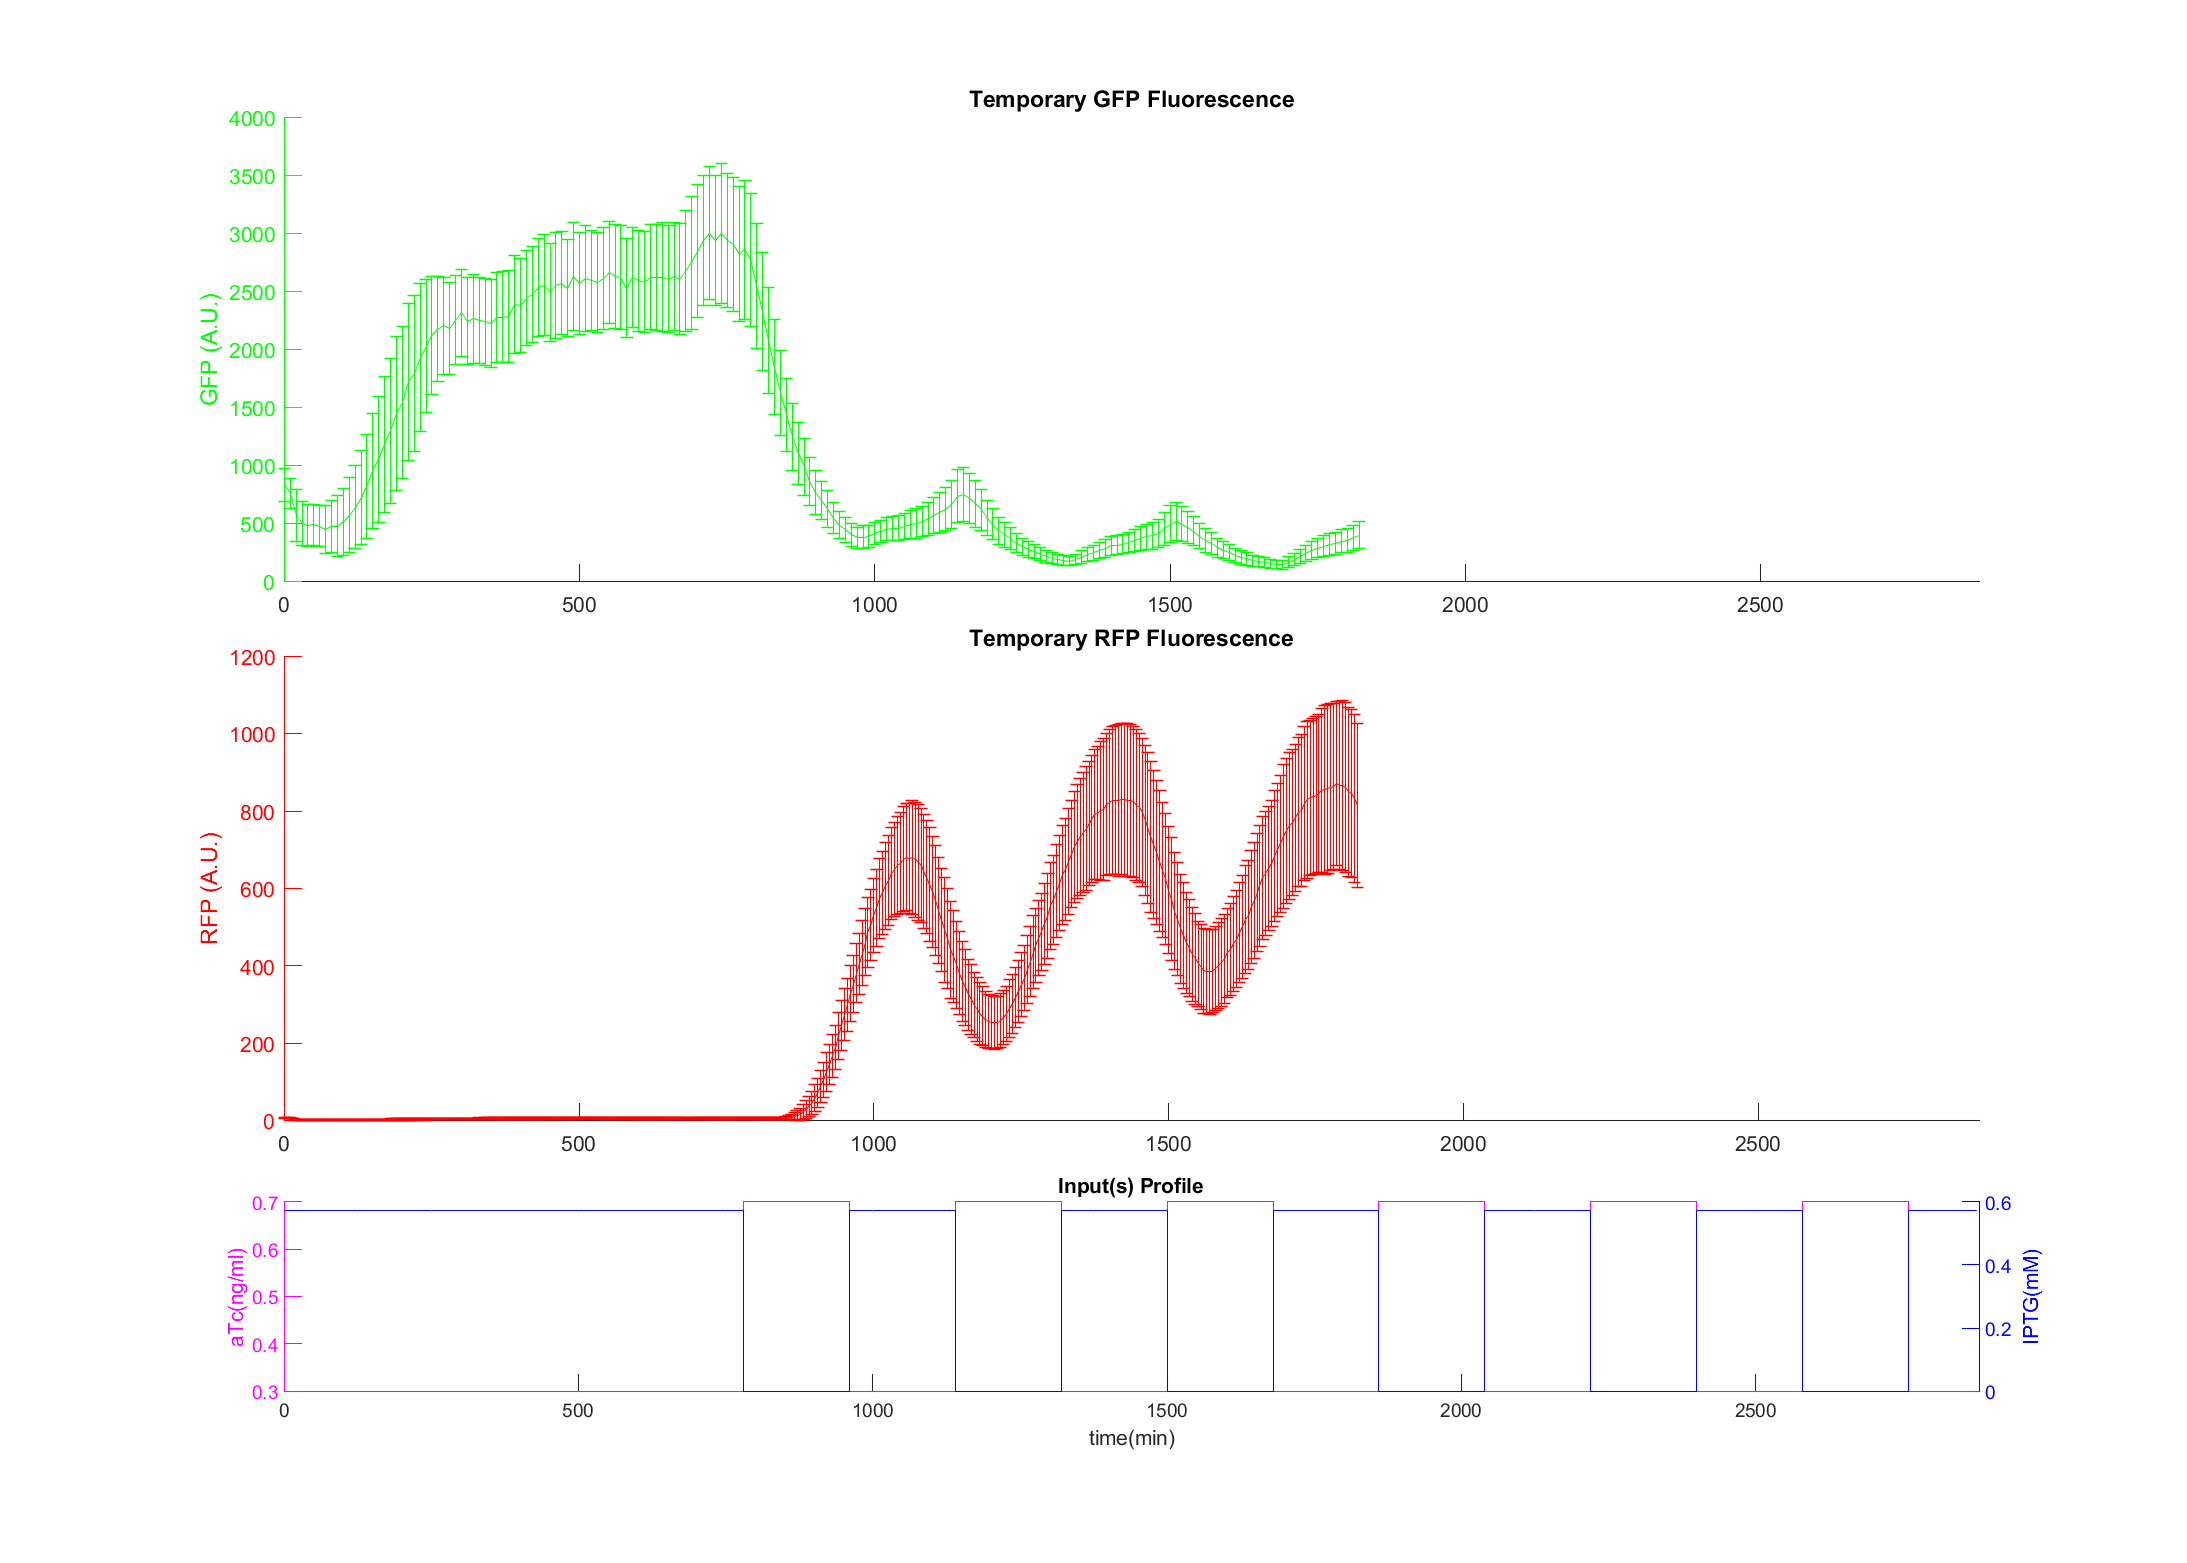 Temporary GFP Fluorescence
4000
3500
3000
2500
2000
1500
1000
500
0
GFP (A.U.)
0 500 1000 1500 2000 2500
Temporary RFP Fluorescence
1200
1000
800
600
400
200
0
RFP (A.U.)
0 500 1000 1500 2000 2500
Input(s) Profile
0.7
0.6
0.5
0.4
0.3
aTc(ng/ml)
0.6
0.4
0.2
0
IPTG(mM)
0 500 1000 1500 2000 2500
time(min)